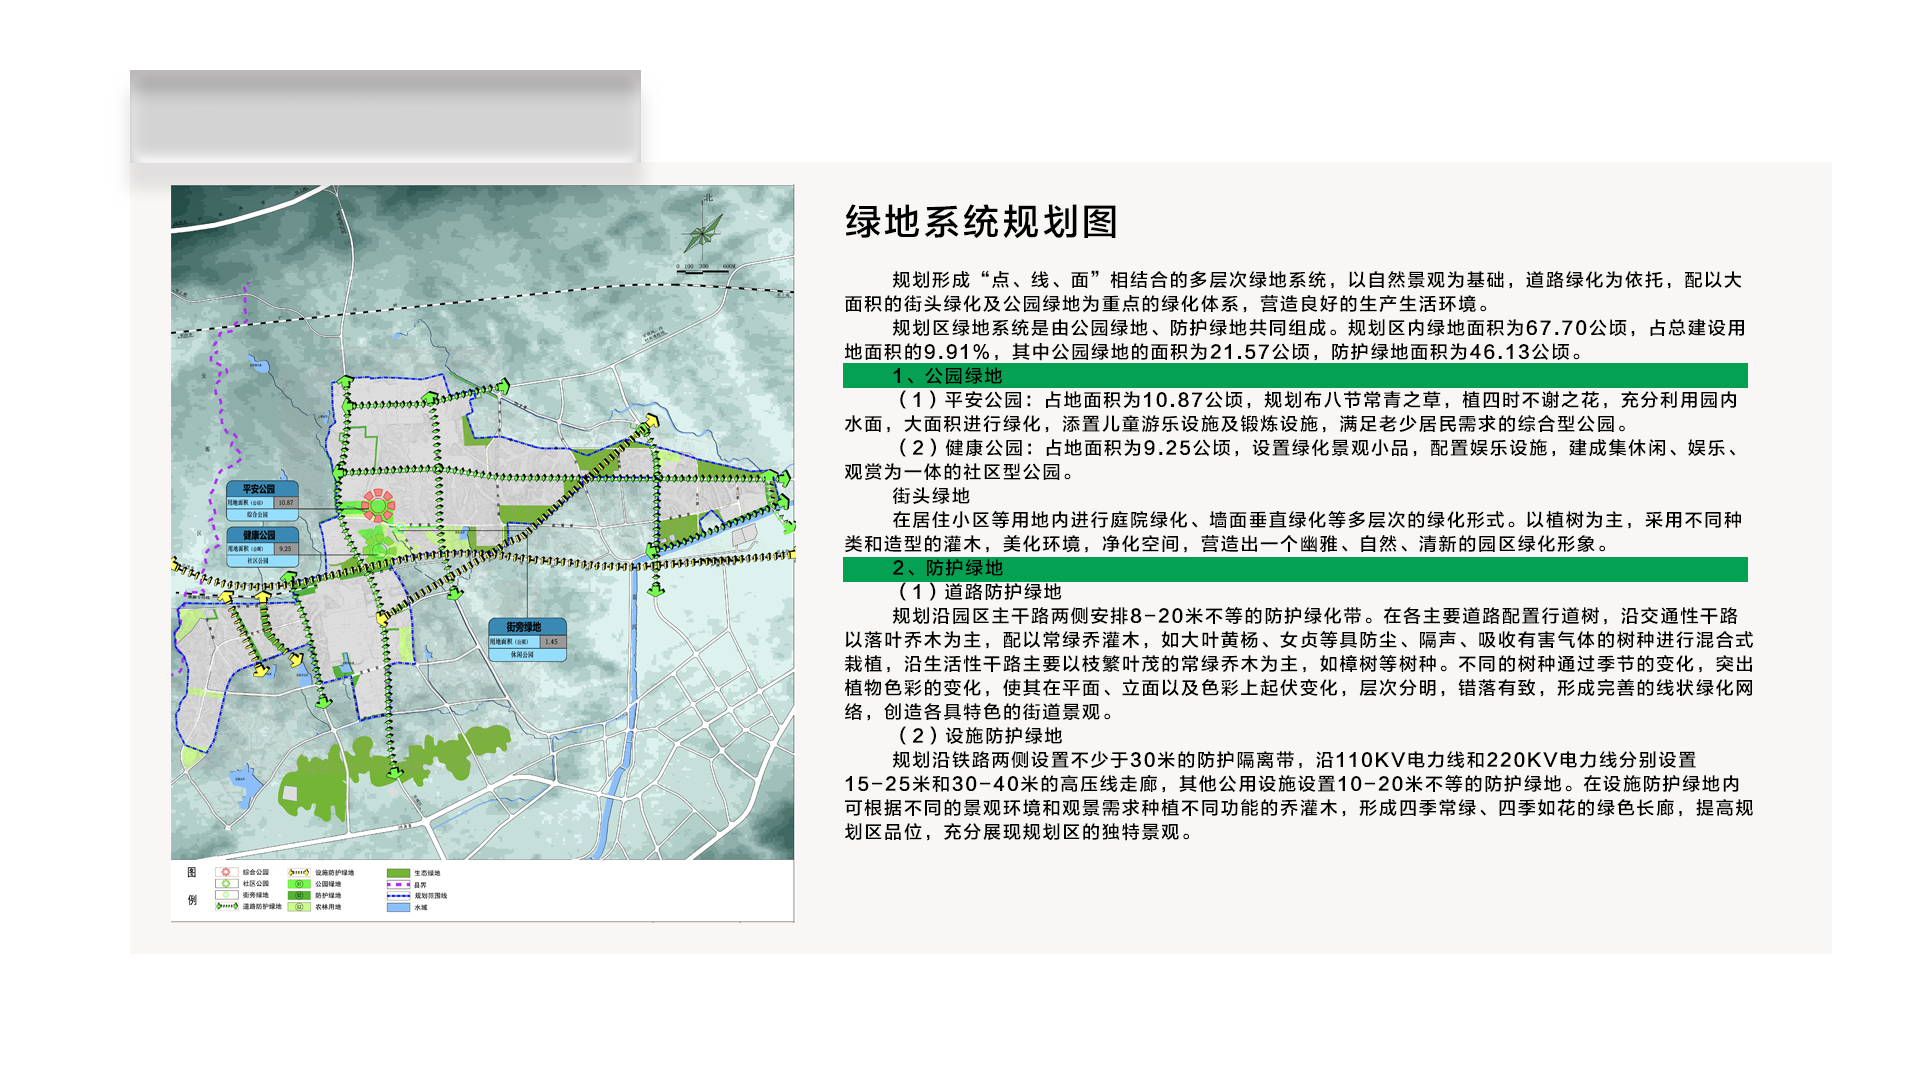 绿地系统规划图
规划形成“点、线、面”相结合的多层次绿地系统，以自然景观为基础，道路绿化为依托，配以大
面积的街头绿化及公园绿地为重点的绿化体系，营造良好的生产生活环境。
规划区绿地系统是由公园绿地、防护绿地共同组成。规划区内绿地面积为67.70公顷，占总建设用
地面积的9.91%，其中公园绿地的面积为21.57公顷，防护绿地面积为46.13公顷。
1、公园绿地
（1）平安公园：占地面积为10.87公顷，规划布八节常青之草，植四时不谢之花，充分利用园内
水面，大面积进行绿化，添置儿童游乐设施及锻炼设施，满足老少居民需求的综合型公园。
（2）健康公园：占地面积为9.25公顷，设置绿化景观小品，配置娱乐设施，建成集休闲、娱乐、
观赏为一体的社区型公园。
街头绿地
在居住小区等用地内进行庭院绿化、墙面垂直绿化等多层次的绿化形式。以植树为主，采用不同种
类和造型的灌木，美化环境，净化空间，营造出一个幽雅、自然、清新的园区绿化形象。
2、防护绿地
（1）道路防护绿地
规划沿园区主干路两侧安排8-20米不等的防护绿化带。在各主要道路配置行道树，沿交通性干路
以落叶乔木为主，配以常绿乔灌木，如大叶黄杨、女贞等具防尘、隔声、吸收有害气体的树种进行混合式
栽植，沿生活性干路主要以枝繁叶茂的常绿乔木为主，如樟树等树种。不同的树种通过季节的变化，突出
植物色彩的变化，使其在平面、立面以及色彩上起伏变化，层次分明，错落有致，形成完善的线状绿化网
络，创造各具特色的街道景观。
（2）设施防护绿地
规划沿铁路两侧设置不少于30米的防护隔离带，沿110KV电力线和220KV电力线分别设置
15-25米和30-40米的高压线走廊，其他公用设施设置10-20米不等的防护绿地。在设施防护绿地内
可根据不同的景观环境和观景需求种植不同功能的乔灌木，形成四季常绿、四季如花的绿色长廊，提高规
划区品位，充分展现规划区的独特景观。
北
0 100 300 600M
平安公园
用地面积（公顷） 10.87
综合公园
健康公园
用地面积（公顷） 9.25
社区公园
街旁绿地
用地面积（公顷） 1.45
休闲公园
图例
综合公园
社区公园
街旁绿地
道路防护绿地
设施防护绿地
公园绿地
防护绿地
农林用地
生态绿地
县界
规划范围线
水域